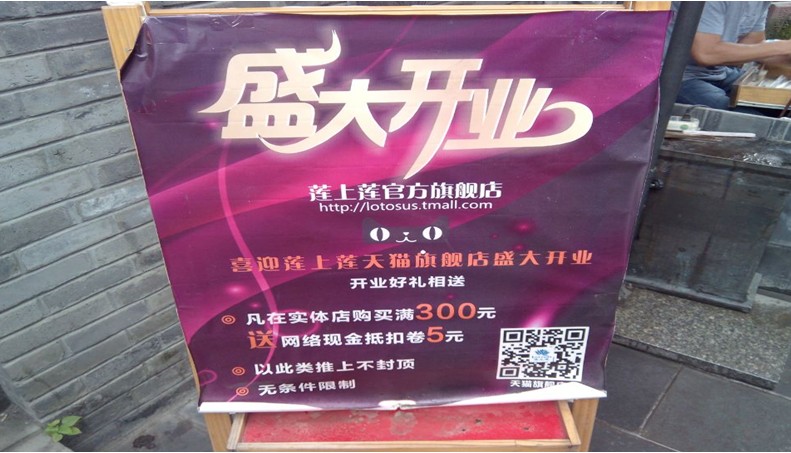 盛大开业
莲上莲官方旗舰店
http://lotosus.tmall.com
喜迎莲上莲天猫旗舰店盛大开业
开业好礼相送
◎ 凡在实体店购买满300元
送 网络现金抵扣卷5元
◎ 以此类推上不封顶
◎ 无条件限制
天猫旗舰店